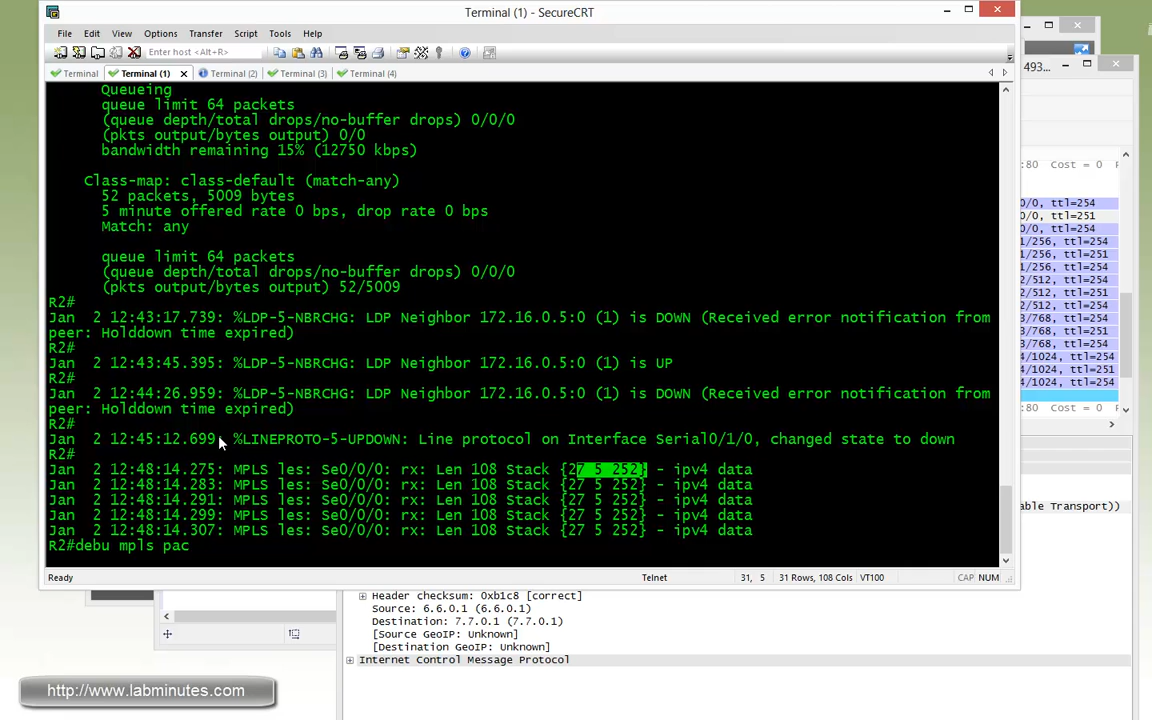 Terminal (1) - SecureCRT
File Edit View Options Transfer Script Tools Help
Enter host <Alt+R>
Terminal Terminal (1) Terminal (2) Terminal (3) Terminal (4)
Queueing
queue limit 64 packets
(queue depth/total drops/no-buffer drops) 0/0/0
(pkts output/bytes output) 0/0
bandwidth remaining 15% (12750 kbps)
Class-map: class-default (match-any)
52 packets, 5009 bytes
5 minute offered rate 0 bps, drop rate 0 bps
Match: any
queue limit 64 packets
(queue depth/total drops/no-buffer drops) 0/0/0
(pkts output/bytes output) 52/5009
R2#
Jan  2 12:43:17.739: %LDP-5-NBRCHG: LDP Neighbor 172.16.0.5:0 (1) is DOWN (Received error notification from
peer: Holddown time expired)
R2#
Jan  2 12:43:45.395: %LDP-5-NBRCHG: LDP Neighbor 172.16.0.5:0 (1) is UP
R2#
Jan  2 12:44:26.959: %LDP-5-NBRCHG: LDP Neighbor 172.16.0.5:0 (1) is DOWN (Received error notification from
peer: Holddown time expired)
R2#
Jan  2 12:45:12.699: %LINEPROTO-5-UPDOWN: Line protocol on Interface Serial0/1/0, changed state to down
R2#
Jan  2 12:48:14.275: MPLS les: Se0/0/0: rx: Len 108 Stack {27 5 252} - ipv4 data
Jan  2 12:48:14.283: MPLS les: Se0/0/0: rx: Len 108 Stack {27 5 252} - ipv4 data
Jan  2 12:48:14.291: MPLS les: Se0/0/0: rx: Len 108 Stack {27 5 252} - ipv4 data
Jan  2 12:48:14.299: MPLS les: Se0/0/0: rx: Len 108 Stack {27 5 252} - ipv4 data
Jan  2 12:48:14.307: MPLS les: Se0/0/0: rx: Len 108 Stack {27 5 252} - ipv4 data
R2#debu mpls pac
Ready Telnet 31, 5 31 Rows, 108 Cols VT100 CAP NUM
493...
:80 Cost = 0
0/0, ttl=254
0/0, ttl=251
0/0, ttl=254
1/256, ttl=254
1/256, ttl=251
1/256, ttl=254
2/512, ttl=254
2/512, ttl=251
2/512, ttl=254
3/768, ttl=254
3/768, ttl=251
3/768, ttl=254
4/1024, ttl=254
4/1024, ttl=251
4/1024, ttl=254
:80 Cost = 0
able Transport))
Header checksum: 0xb1c8 [correct]
Source: 6.6.0.1 (6.6.0.1)
Destination: 7.7.0.1 (7.7.0.1)
[Source GeoIP: Unknown]
[Destination GeoIP: Unknown]
Internet Control Message Protocol
http://www.labminutes.com